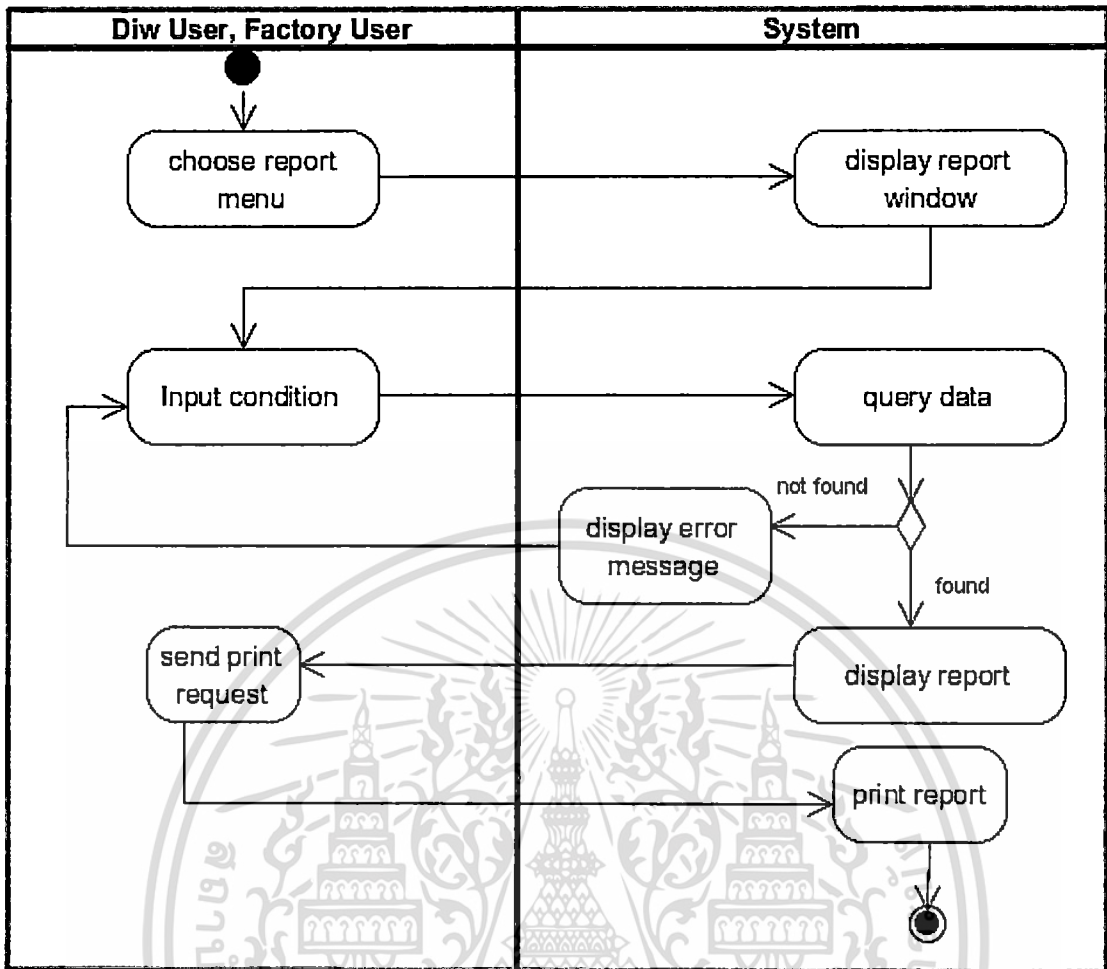 Diw User, Factory User
System
choose report
menu
display report
window
Input condition
query data
not found
display error
message
found
send print
request
display report
print report